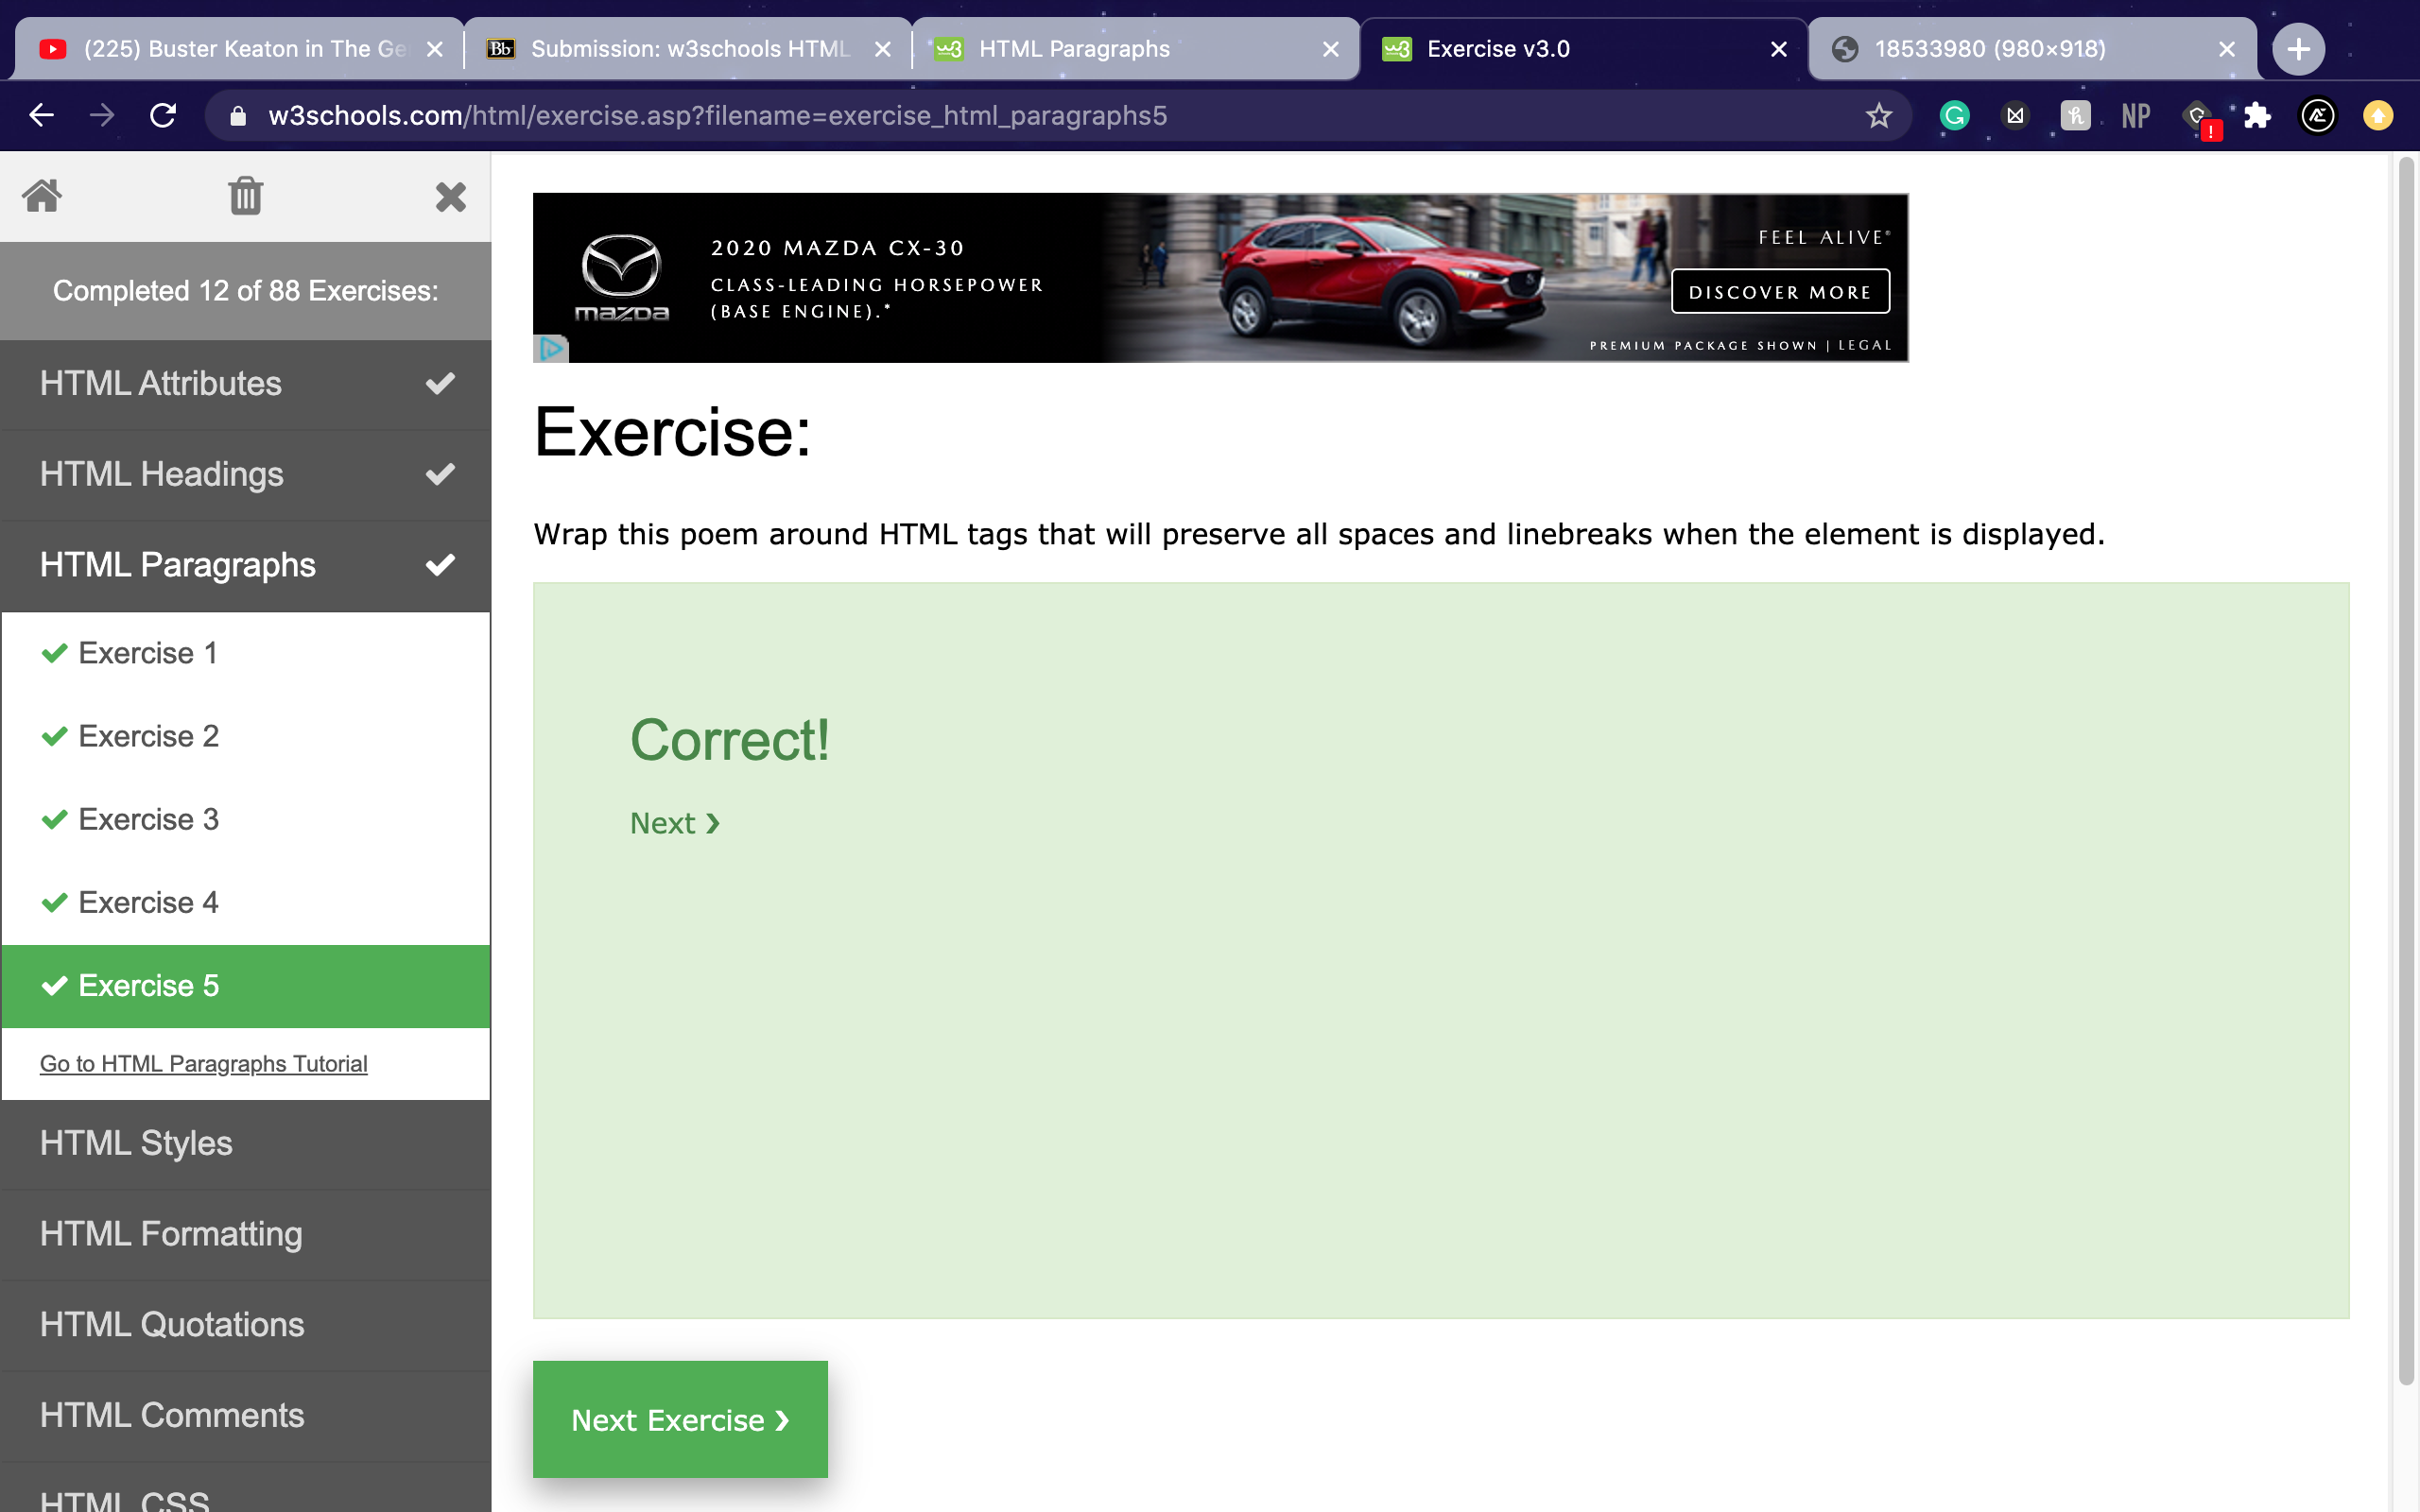 (225) Buster Keaton in The Ge
Submission: w3schools HTML
HTML Paragraphs
Exercise v3.0
18533980 (980×918)
w3schools.com/html/exercise.asp?filename=exercise_html_paragraphs5
NP
Completed 12 of 88 Exercises:
HTML Attributes
HTML Headings
HTML Paragraphs
Exercise 1
Exercise 2
Exercise 3
Exercise 4
Exercise 5
Go to HTML Paragraphs Tutorial
HTML Styles
HTML Formatting
HTML Quotations
HTML Comments
HTML CSS
mazda
2020 MAZDA CX-30
CLASS-LEADING HORSEPOWER
(BASE ENGINE).*
FEEL ALIVE®
DISCOVER MORE
PREMIUM PACKAGE SHOWN | LEGAL
Exercise:
Wrap this poem around HTML tags that will preserve all spaces and linebreaks when the element is displayed.
Correct!
Next ❯
Next Exercise ❯